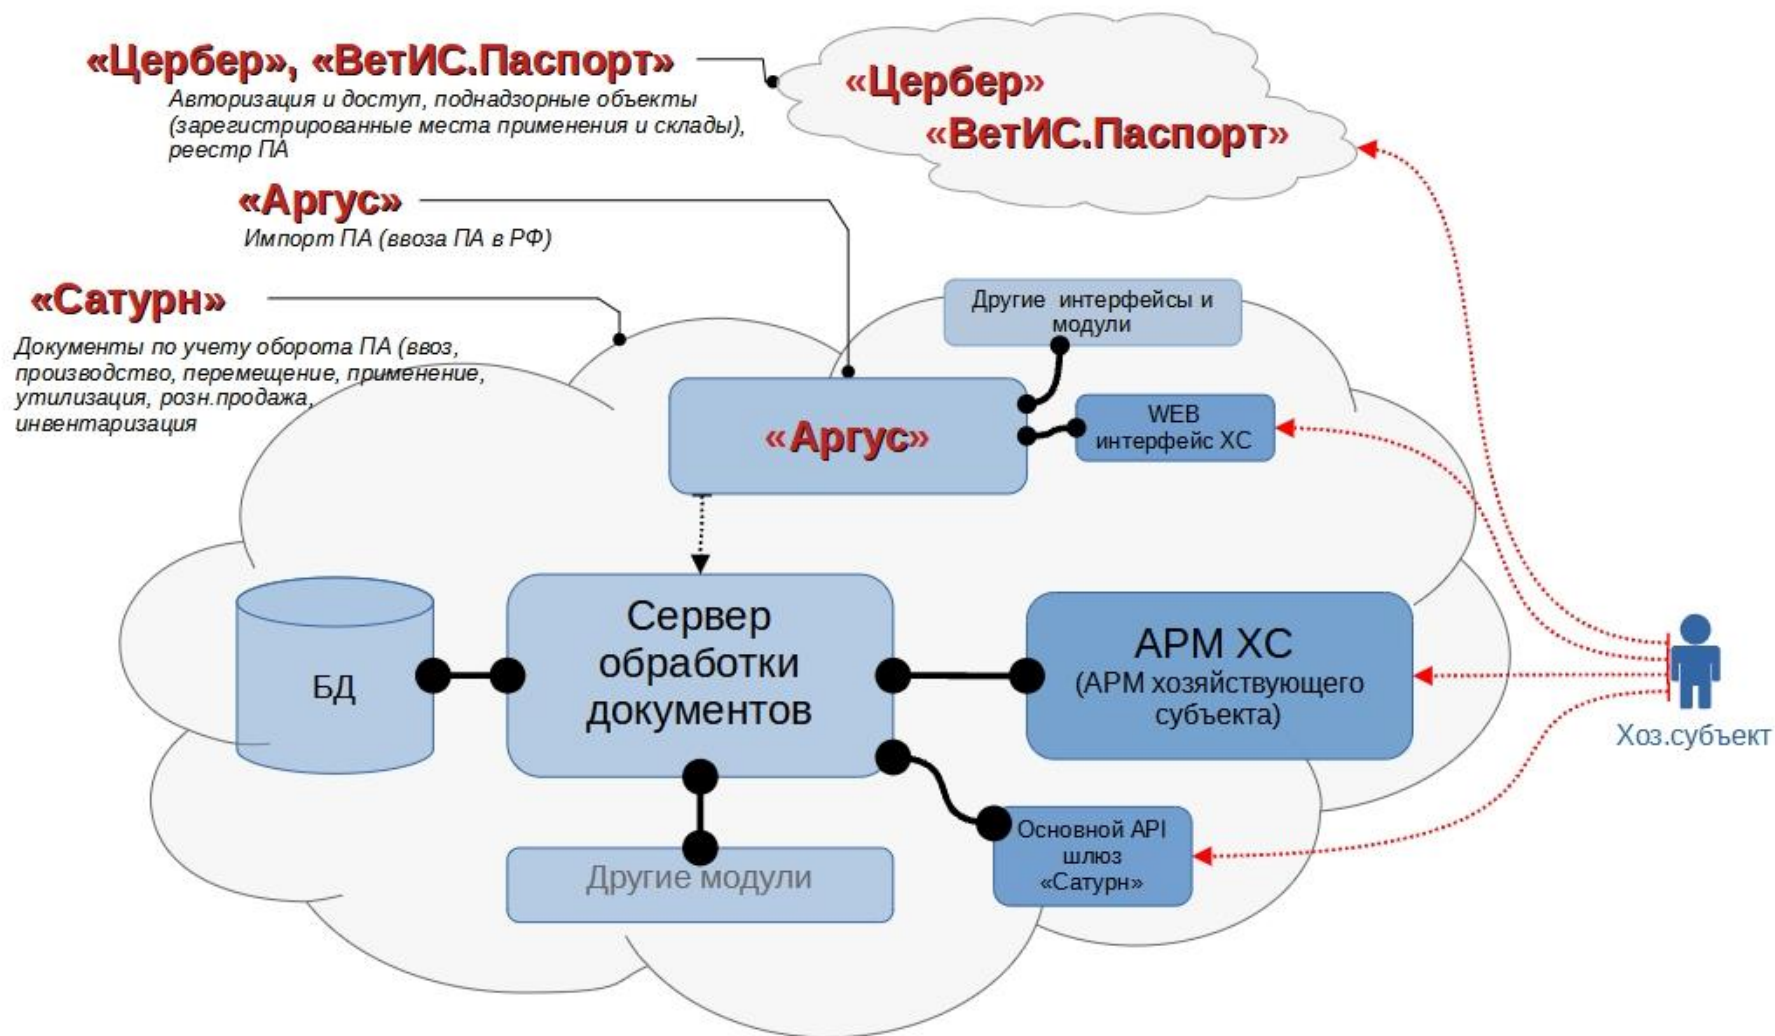 «Цербер», «ВетИС.Паспорт»
Авторизация и доступ, поднадзорные объекты
(зарегистрированные места применения и склады),
реестр ПА
«Цербер»
«ВетИС.Паспорт»
«Аргус»
Импорт ПА (ввоза ПА в РФ)
«Сатурн»
Документы по учету оборота ПА (ввоз,
производство, перемещение, применение,
утилизация, розн.продажа,
инвентаризация
Другие интерфейсы и
модули
«Аргус»
WEB
интерфейс ХС
БД
Сервер
обработки
документов
АРМ ХС
(АРМ хозяйствующего
субъекта)
Хоз.субъект
Основной API
шлюз
«Сатурн»
Другие модули